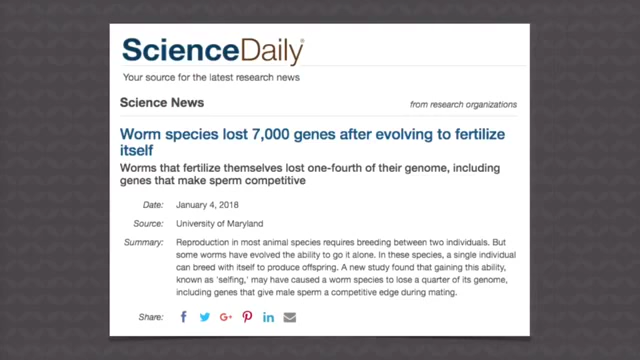 ScienceDaily®
Your source for the latest research news
Science News
from research organizations
Worm species lost 7,000 genes after evolving to fertilize
itself
Worms that fertilize themselves lost one-fourth of their genome, including
genes that make sperm competitive
Date: January 4, 2018
Source: University of Maryland
Summary: Reproduction in most animal species requires breeding between two individuals. But
some worms have evolved the ability to go it alone. In these species, a single individual
can breed with itself to produce offspring. A new study found that gaining this ability,
known as 'selfing,' may have caused a worm species to lose a quarter of its genome,
including genes that give male sperm a competitive edge during mating.
Share: f G+ in